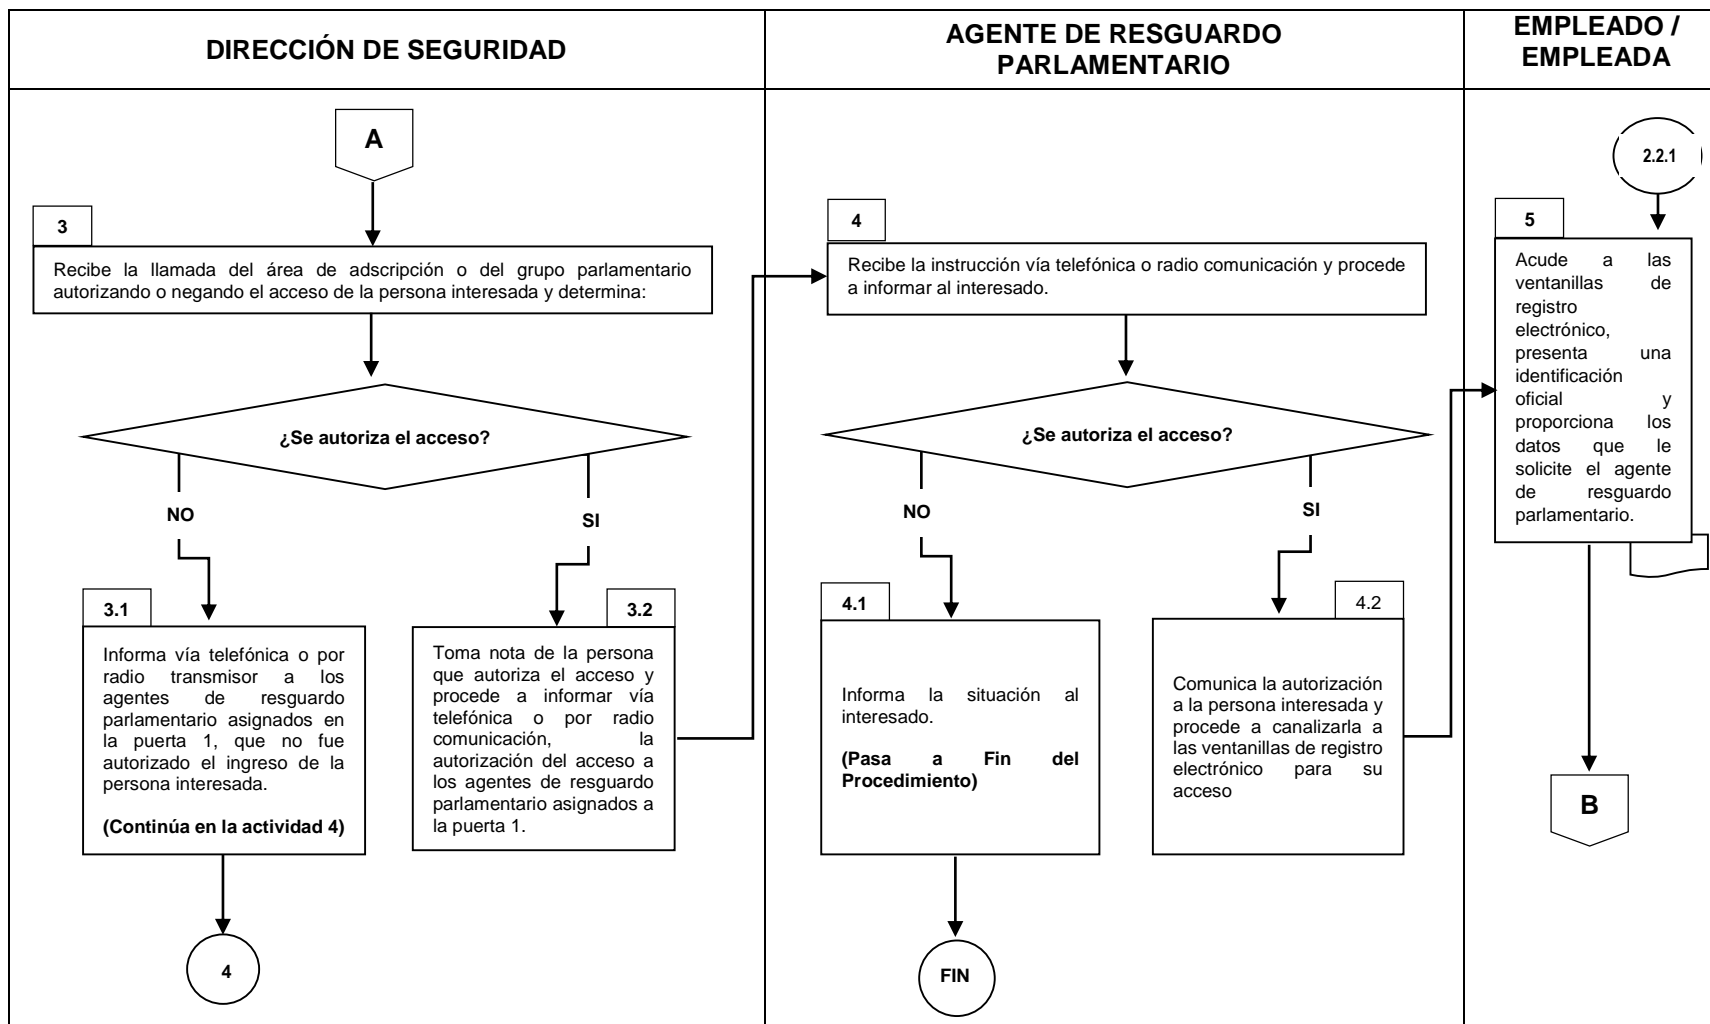 DIRECCIÓN DE SEGURIDAD
AGENTE DE RESGUARDO
PARLAMENTARIO
EMPLEADO /
EMPLEADA
A
3
Recibe la llamada del área de adscripción o del grupo parlamentario
autorizando o negando el acceso de la persona interesada y determina:
¿Se autoriza el acceso?
NO
SI
3.1
Informa vía telefónica o por
radio transmisor a los
agentes de resguardo
parlamentario asignados en
la puerta 1, que no fue
autorizado el ingreso de la
persona interesada.
(Continúa en la actividad 4)
4
3.2
Toma nota de la persona
que autoriza el acceso y
procede a informar vía
telefónica o por radio
comunicación, la
autorización del acceso a
los agentes de resguardo
parlamentario asignados a
la puerta 1.
4
Recibe la instrucción vía telefónica o radio comunicación y procede
a informar al interesado.
¿Se autoriza el acceso?
NO
SI
4.1
Informa la situación al
interesado.
(Pasa a Fin del
Procedimiento)
FIN
4.2
Comunica la autorización
a la persona interesada y
procede a canalizarla a
las ventanillas de registro
electrónico para su
acceso
2.2.1
5
Acude a las
ventanillas de
registro
electrónico,
presenta una
identificación
oficial y
proporciona los
datos que le
solicite el agente
de resguardo
parlamentario.
B